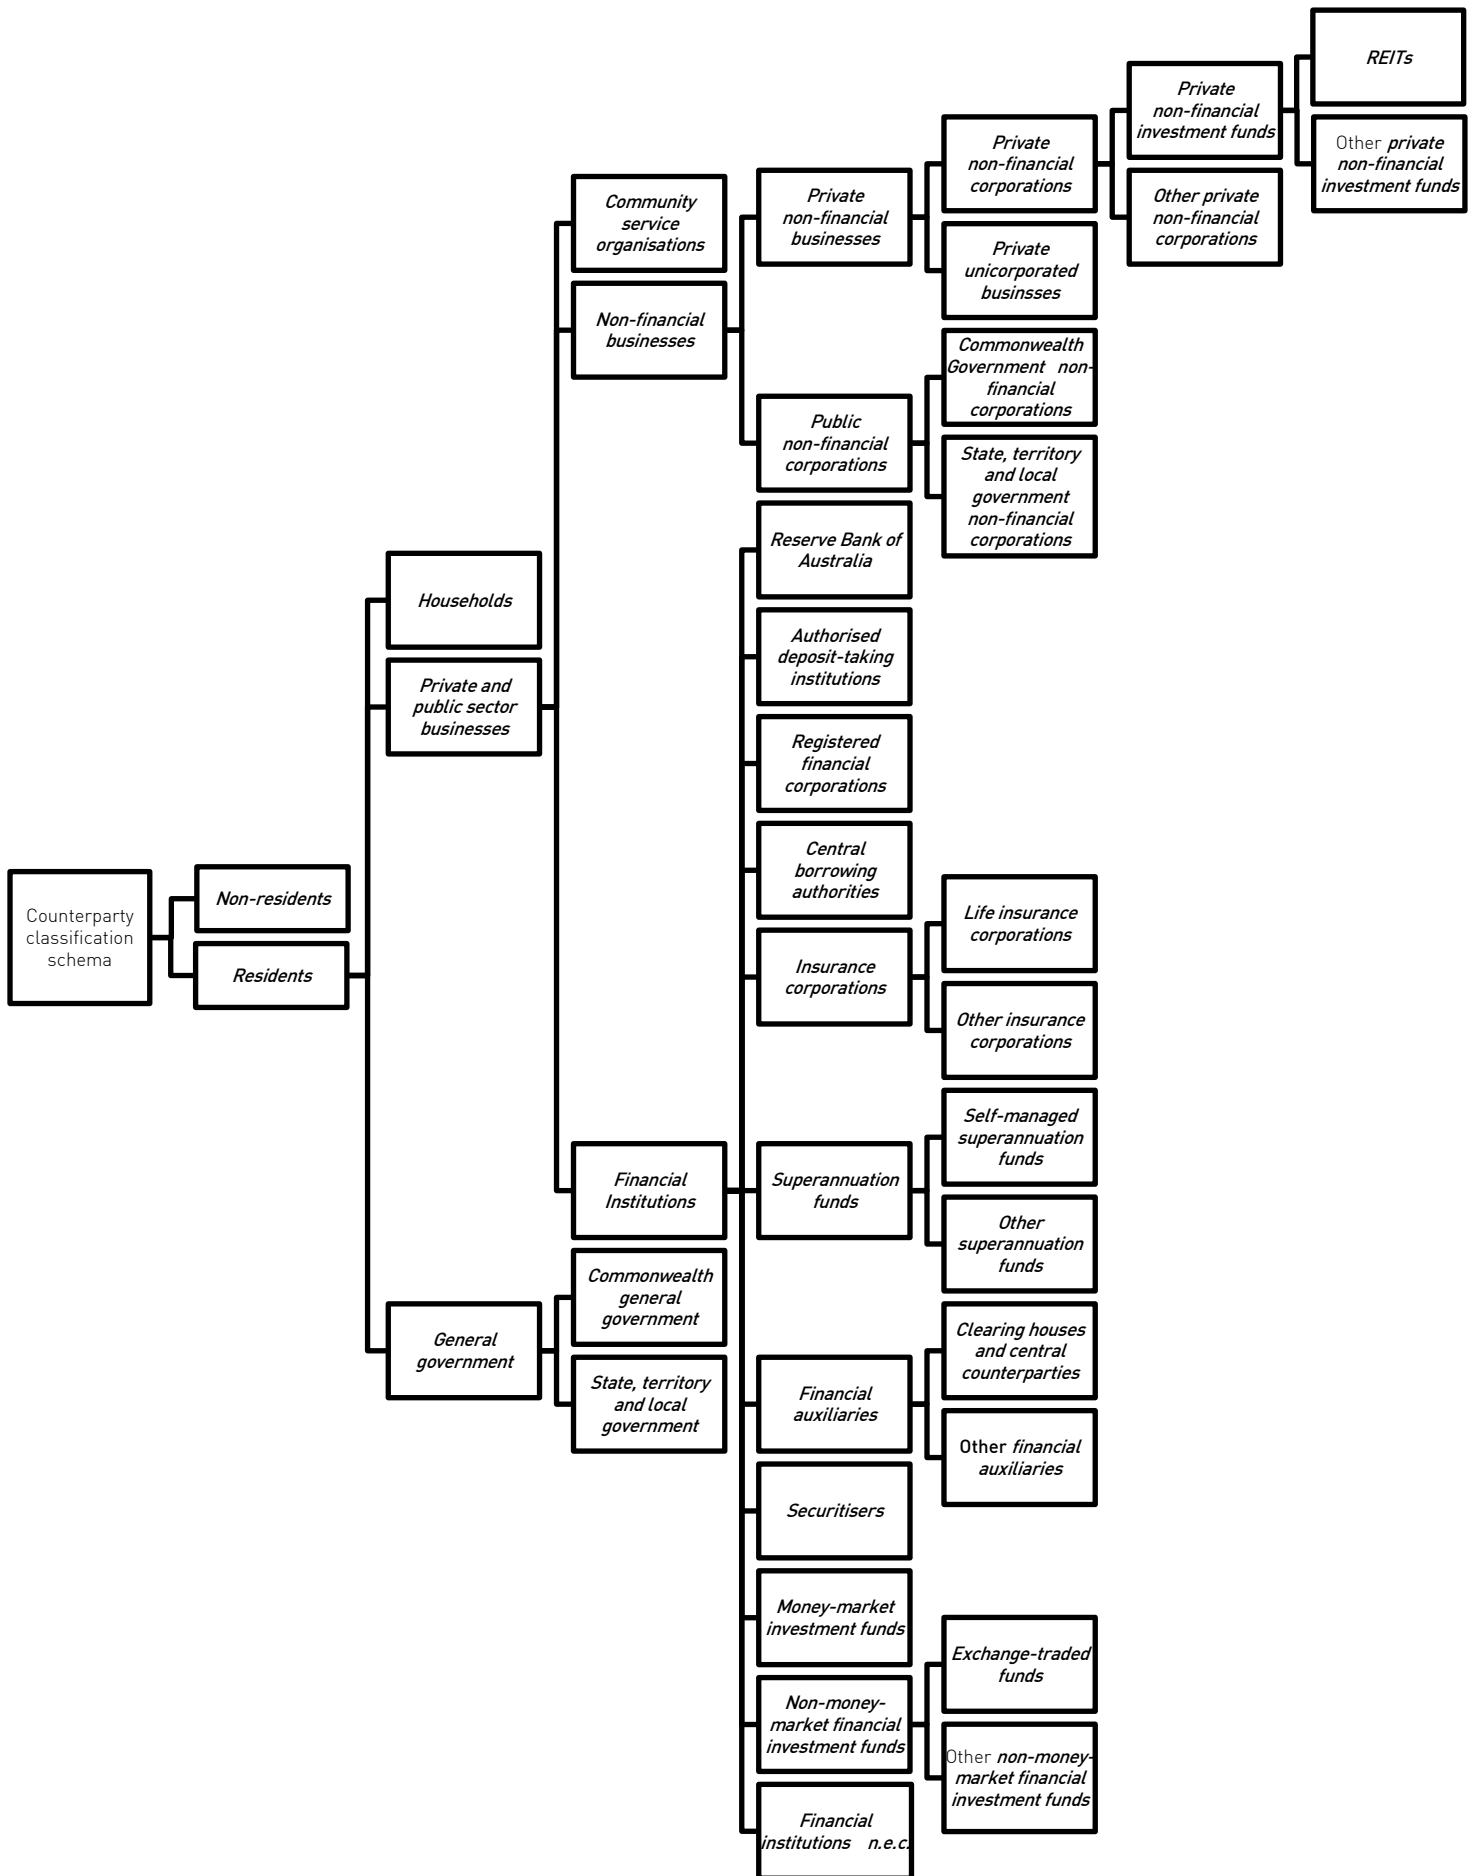 REITs
Private
non-financial
investment funds
Other private
non-financial
investment funds
Private
non-financial
corporations
Other private
non-financial
corporations
Community
service
organisations
Private
non-financial
businesses
Private
unicorporated
businsses
Non-financial
businesses
Commonwealth
Government non-
financial
corporations
Public
non-financial
corporations
State, territory
and local
government
non-financial
corporations
Reserve Bank of
Australia
Households
Authorised
deposit-taking
institutions
Private and
public sector
businesses
Registered
financial
corporations
Central
borrowing
authorities
Counterparty
classification
schema
Non-residents
Residents
Life insurance
corporations
Insurance
corporations
Other insurance
corporations
Self-managed
superannuation
funds
Financial
Institutions
Superannuation
funds
Other
superannuation
funds
Commonwealth
general
government
General
government
State, territory
and local
government
Clearing houses
and central
counterparties
Financial
auxiliaries
Other financial
auxiliaries
Securitisers
Money-market
investment funds
Exchange-traded
funds
Non-money-
market financial
investment funds
Other non-money-
market financial
investment funds
Financial
institutions n.e.c.